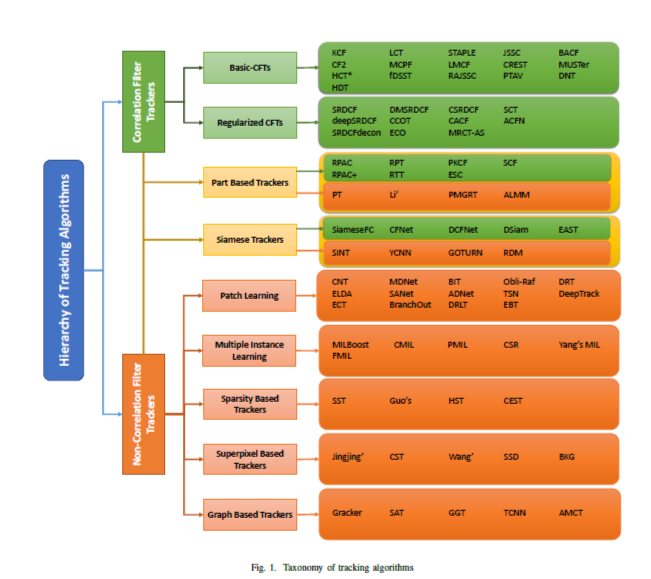 Hierarchy of Tracking Algorithms
Correlation Filter
Trackers
Non-Correlation Filter
Trackers
Basic-CFTs
KCF LCT STAPLE JSSC BACF
CF2 MCPF LMCF CREST MUSTer
HCT* fDSST RAJSSC PTAV DNT
HDT
Regularized CFTs
SRDCF DMSRDCF CSRDCF SCT
deepSRDCF CCOT CACF ACFN
SRDCFdecon ECO MRCT-AS
Part Based Trackers
RPAC RPT PKCF SCF
RPAC+ RTT ESC
PT Li' PMGRT ALMM
Siamese Trackers
SiameseFC CFNet DCFNet DSiam EAST
SINT YCNN GOTURN RDM
Patch Learning
CNT MDNet BIT Obli-Raf DRT
ELDA SANet ADNet TSN DeepTrack
ECT BranchOut DRLT EBT
Multiple Instance
Learning
MILBoost CMIL PMIL CSR Yang's MIL
FMIL
Sparsity Based
Trackers
SST Guo's HST CEST
Superpixel Based
Trackers
Jingjing' CST Wang' SSD BKG
Graph Based Trackers
Gracker SAT GGT TCNN AMCT
Fig. 1. Taxonomy of tracking algorithms